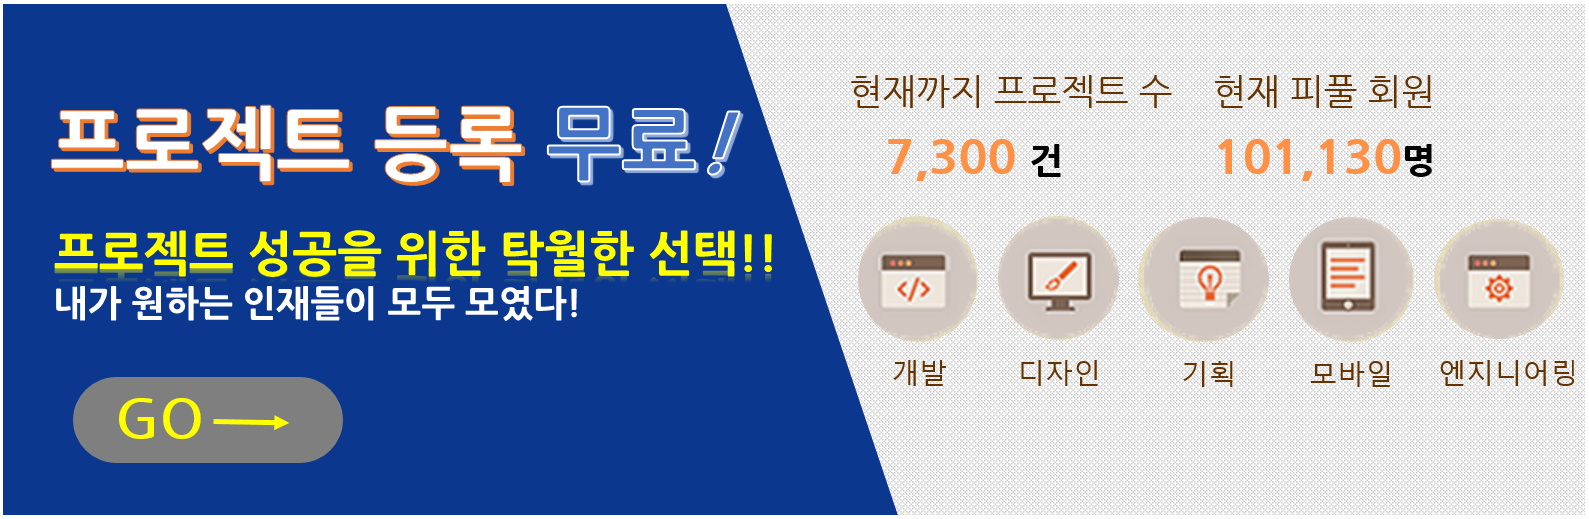 프로젝트 등록 무료!
프로젝트 성공을 위한 탁월한 선택!!
내가 원하는 인재들이 모두 모였다!
GO
현재까지 프로젝트 수
7,300 건
현재 피풀 회원
101,130명
개발
디자인
기획
모바일
엔지니어링